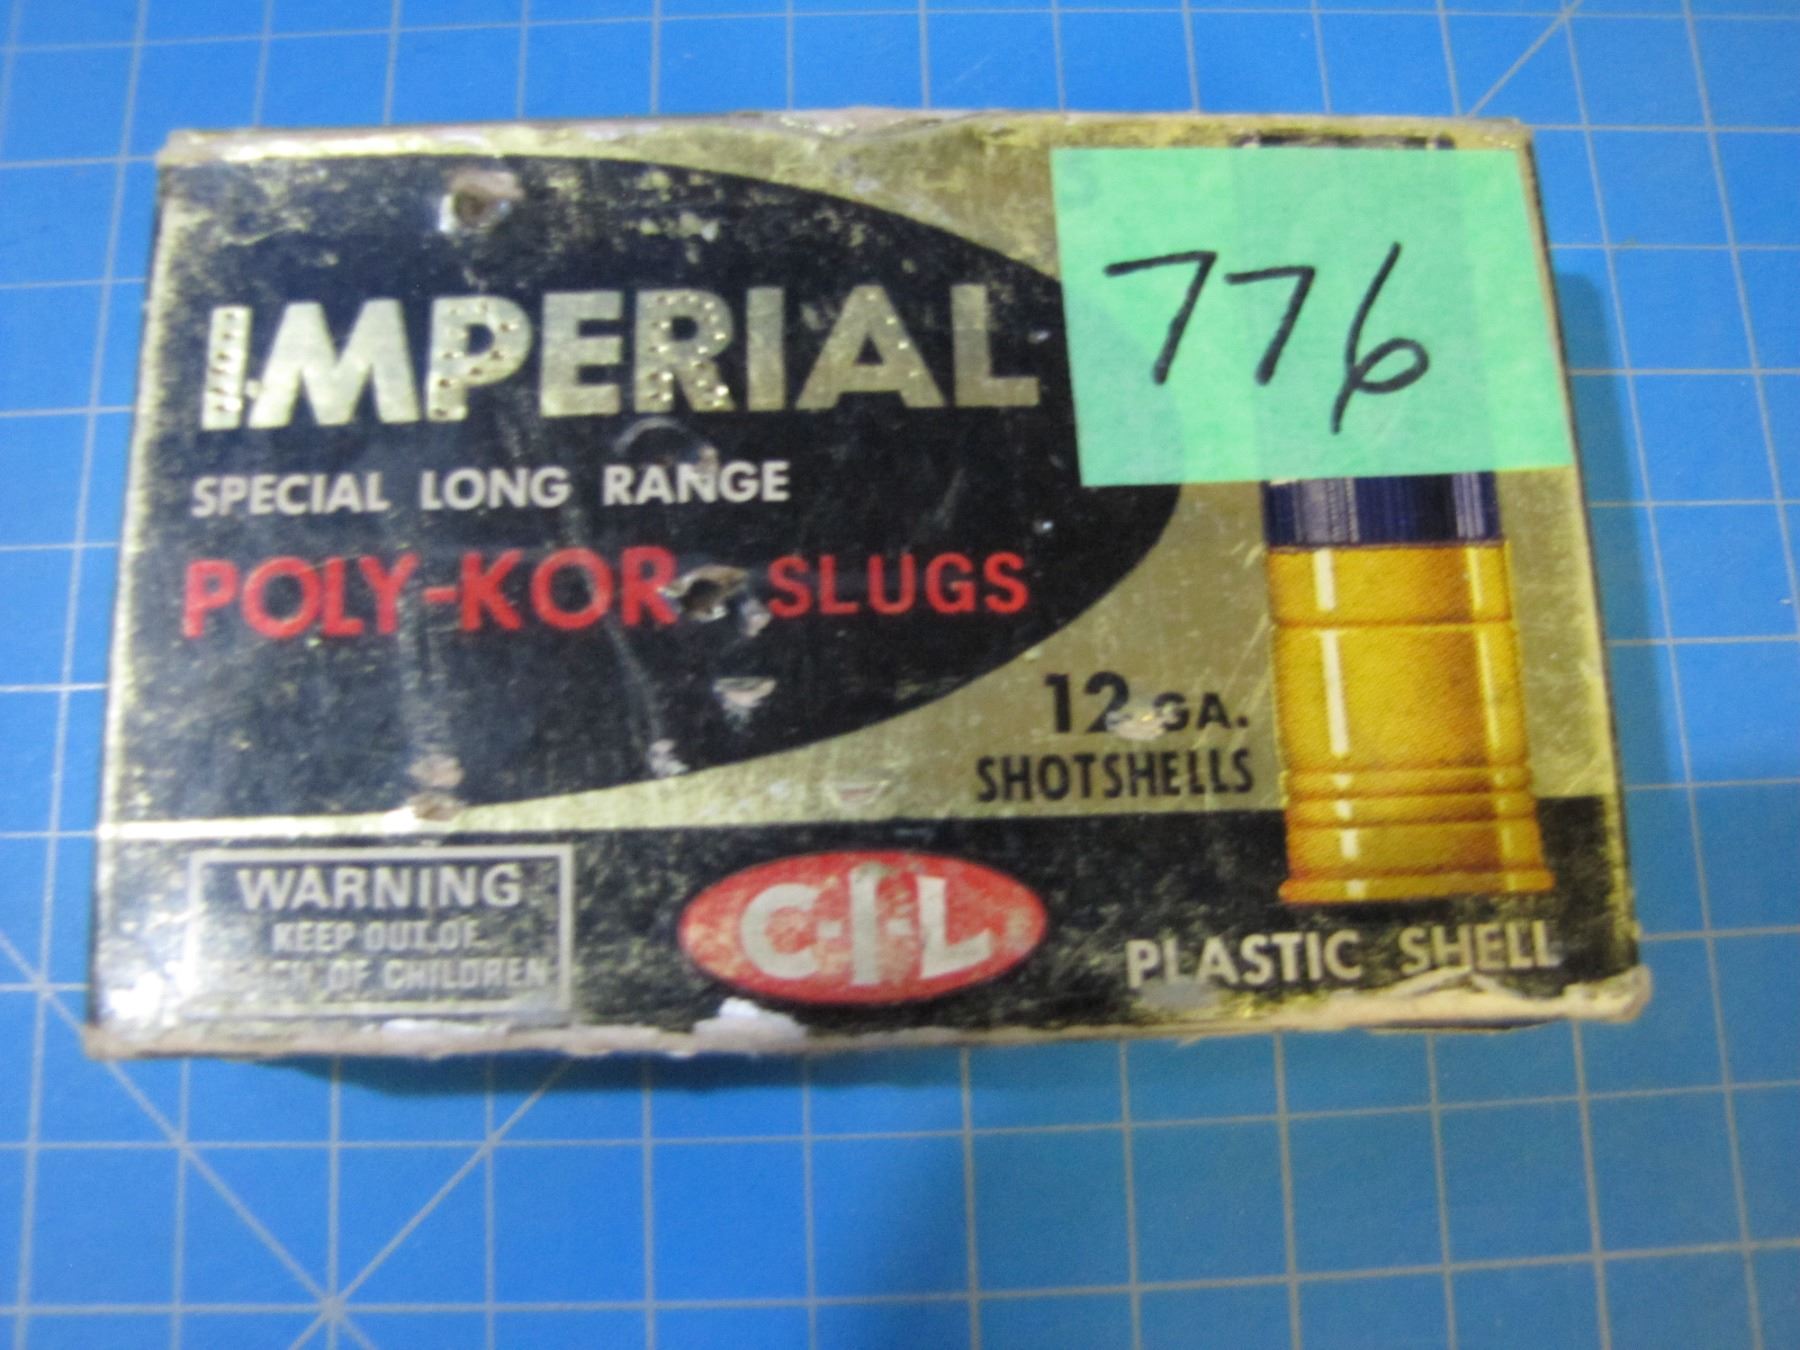 IMPERIAL
776
SPECIAL LONG RANGE
POLY-KOR SLUGS
12 GA.
SHOTSHELLS
WARNING
KEEP OUT OF
REACH OF CHILDREN
C-I-L
PLASTIC SHELL